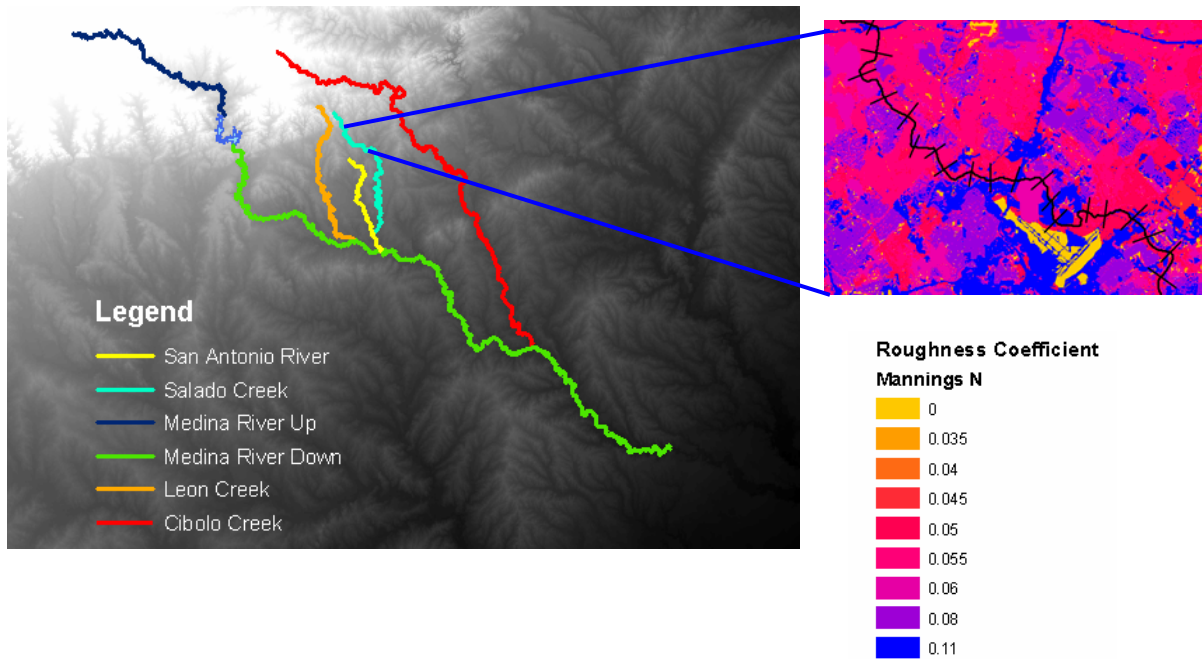 Legend
San Antonio River
Salado Creek
Medina River Up
Medina River Down
Leon Creek
Cibolo Creek
Roughness Coefficient
Mannings N
0
0.035
0.04
0.045
0.05
0.055
0.06
0.08
0.11